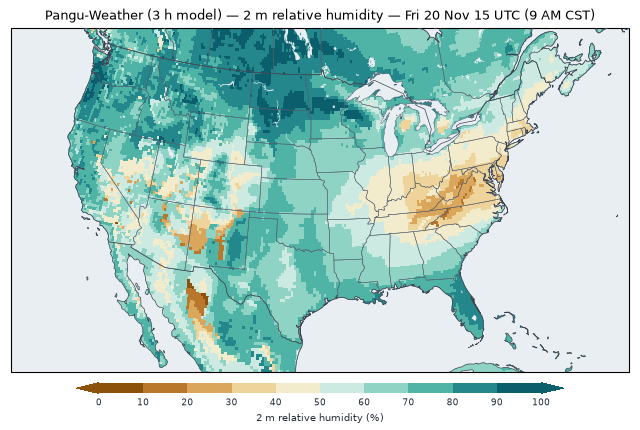 Pangu-Weather (3 h model) — 2 m relative humidity — Fri 20 Nov 15 UTC (9 AM CST)
0 10 20 30 40 50 60 70 80 90 100
2 m relative humidity (%)